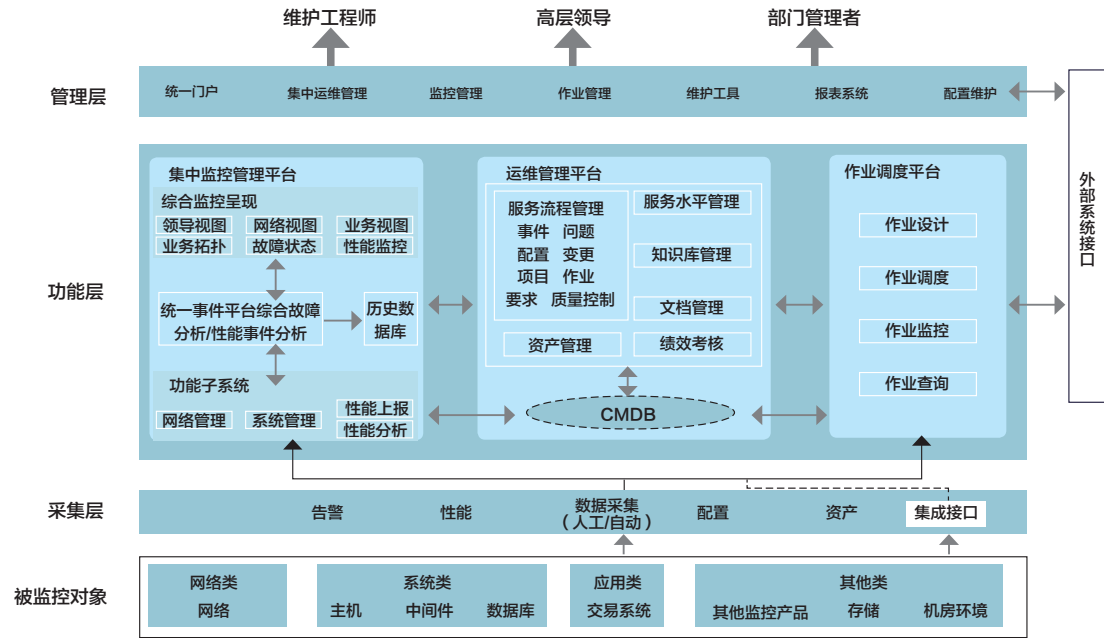 维护工程师 高层领导 部门管理者
管理层
统一门户 集中运维管理 监控管理 作业管理 维护工具 报表系统 配置维护
外部系统接口
功能层
集中监控管理平台
综合监控呈现
领导视图 网络视图 业务视图
业务拓扑 故障状态 性能监控
统一事件平台综合故障
分析/性能事件分析
历史数
据库
功能子系统
网络管理 系统管理
性能上报
性能分析
运维管理平台
服务流程管理
事件 问题
配置 变更
项目 作业
要求 质量控制
服务水平管理
知识库管理
文档管理
资产管理 绩效考核
CMDB
作业调度平台
作业设计
作业调度
作业监控
作业查询
采集层
告警 性能
数据采集
（人工/自动）
配置 资产 集成接口
被监控对象
网络类
网络
系统类
主机 中间件 数据库
应用类
交易系统
其他类
其他监控产品 存储 机房环境